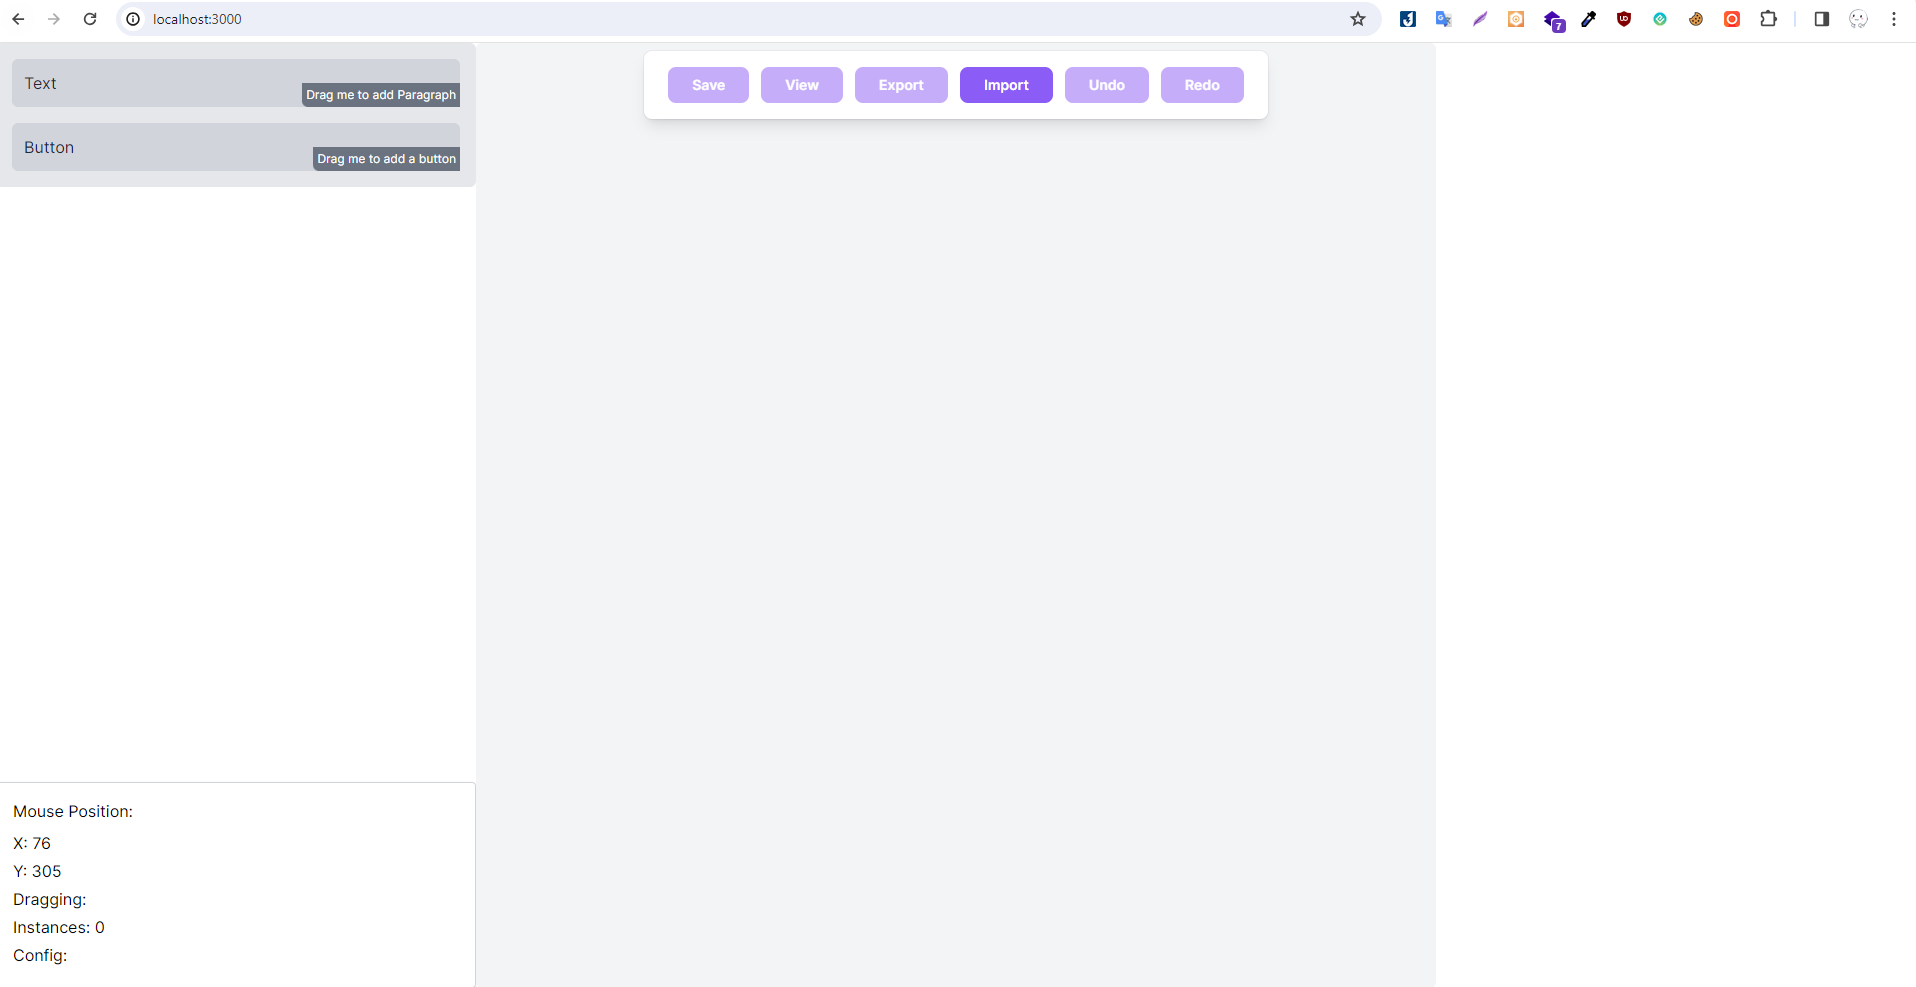 localhost:3000
7
Text
Drag me to add Paragraph
Button
Drag me to add a button
Save View Export Import Undo Redo
Mouse Position:
X: 76
Y: 305
Dragging:
Instances: 0
Config: